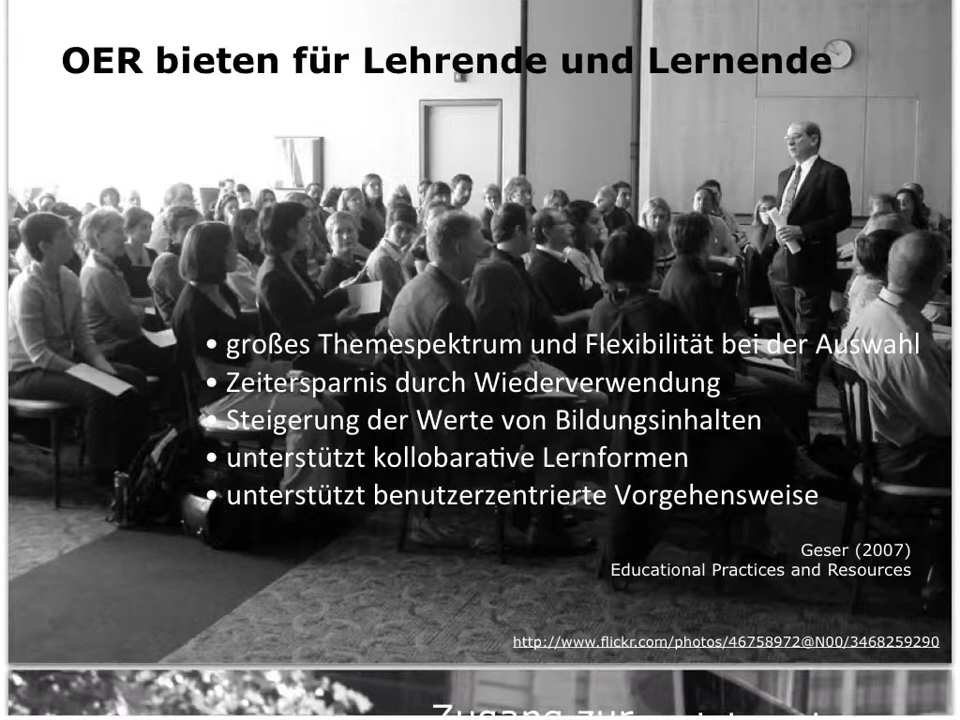 OER bieten für Lehrende und Lernende
• großes Themespektrum und Flexibilität bei der Auswahl
• Zeitersparnis durch Wiederverwendung
• Steigerung der Werte von Bildungsinhalten
• unterstützt kollobarative Lernformen
• unterstützt benutzerzentrierte Vorgehensweise
Geser (2007)
Educational Practices and Resources
http://www.flickr.com/photos/46758972@N00/3468259290
Zugang zur